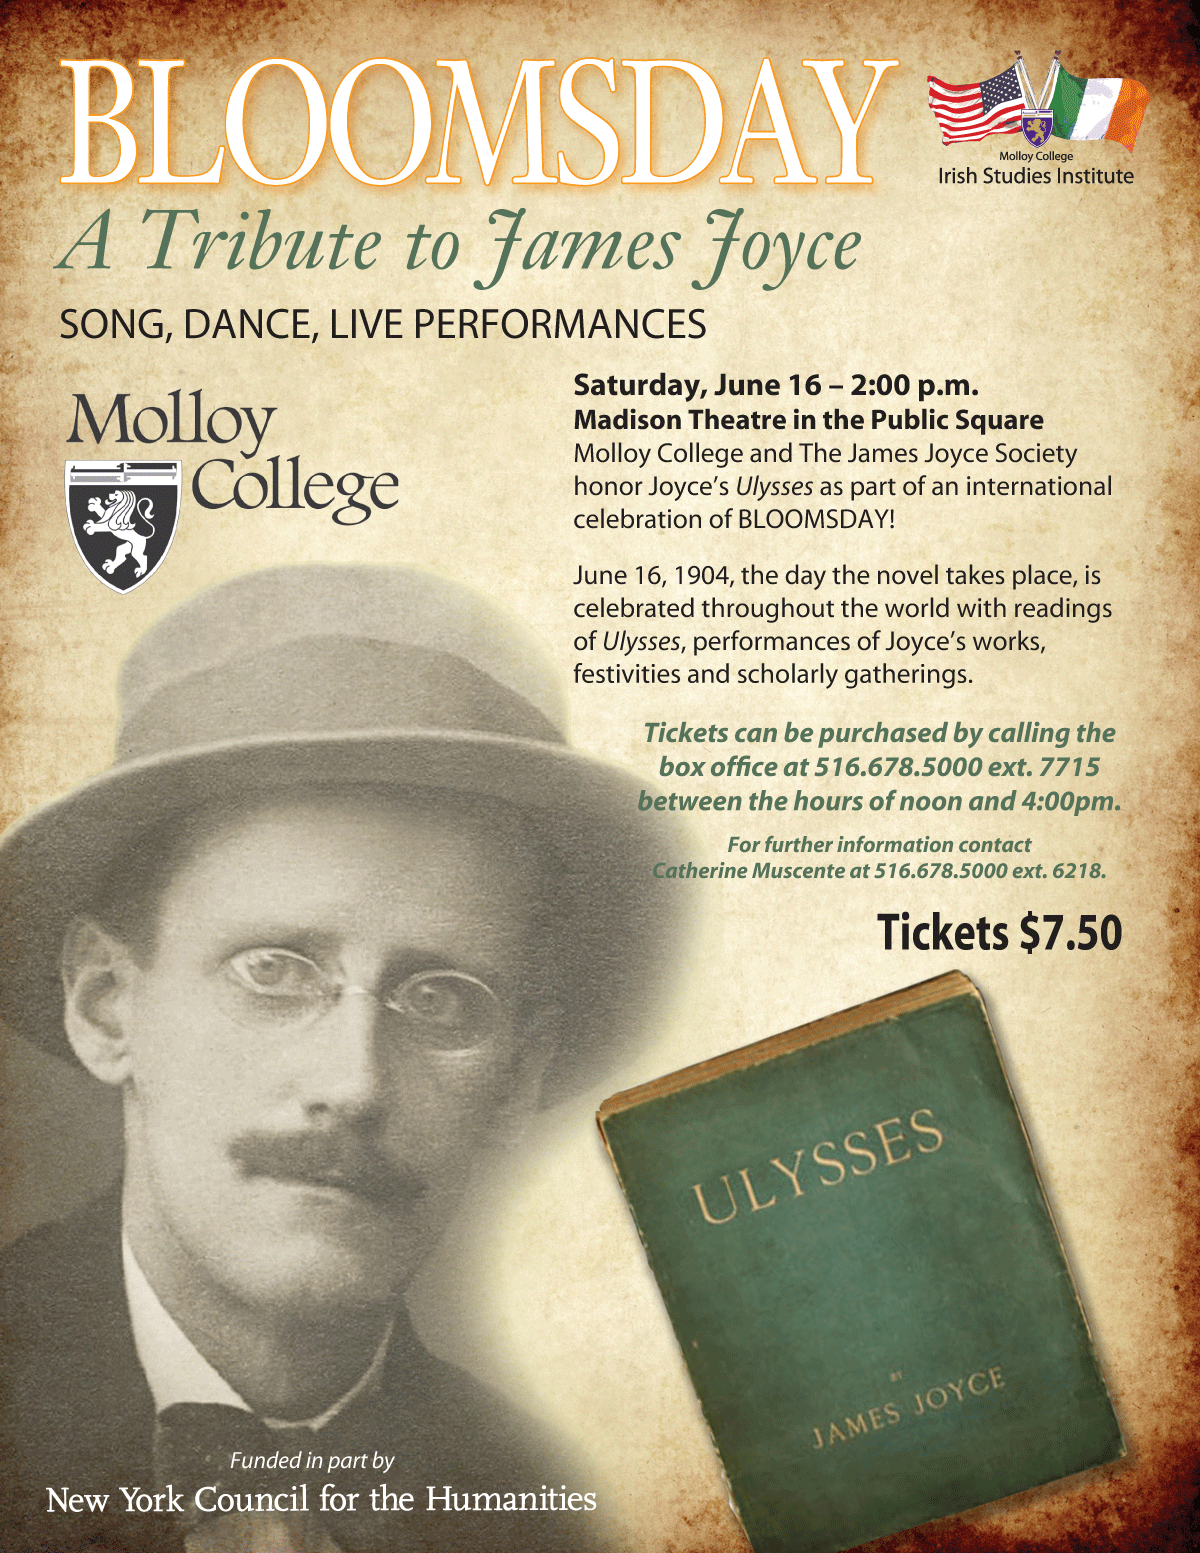 BLOOMSDAY
Molloy College
Irish Studies Institute
A Tribute to James Joyce
SONG, DANCE, LIVE PERFORMANCES
Molloy
College
Saturday, June 16 – 2:00 p.m.
Madison Theatre in the Public Square
Molloy College and The James Joyce Society
honor Joyce’s Ulysses as part of an international
celebration of BLOOMSDAY!
June 16, 1904, the day the novel takes place, is
celebrated throughout the world with readings
of Ulysses, performances of Joyce’s works,
festivities and scholarly gatherings.
Tickets can be purchased by calling the
box office at 516.678.5000 ext. 7715
between the hours of noon and 4:00pm.
For further information contact
Catherine Muscente at 516.678.5000 ext. 6218.
Tickets $7.50
ULYSSES
BY
JAMES JOYCE
Funded in part by
New York Council for the Humanities